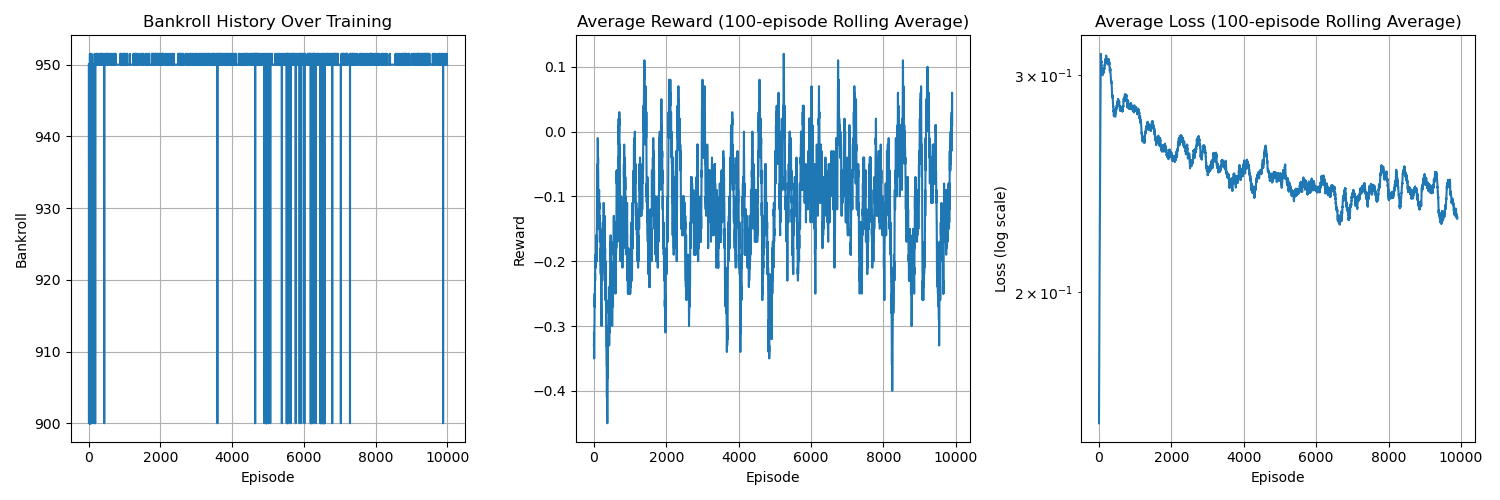 Bankroll History Over Training
Bankroll
950
940
930
920
910
900
0 2000 4000 6000 8000 10000
Episode
Average Reward (100-episode Rolling Average)
Reward
0.1
0.0
−0.1
−0.2
−0.3
−0.4
0 2000 4000 6000 8000 10000
Episode
Average Loss (100-episode Rolling Average)
Loss (log scale)
3 × 10⁻¹
2 × 10⁻¹
0 2000 4000 6000 8000 10000
Episode